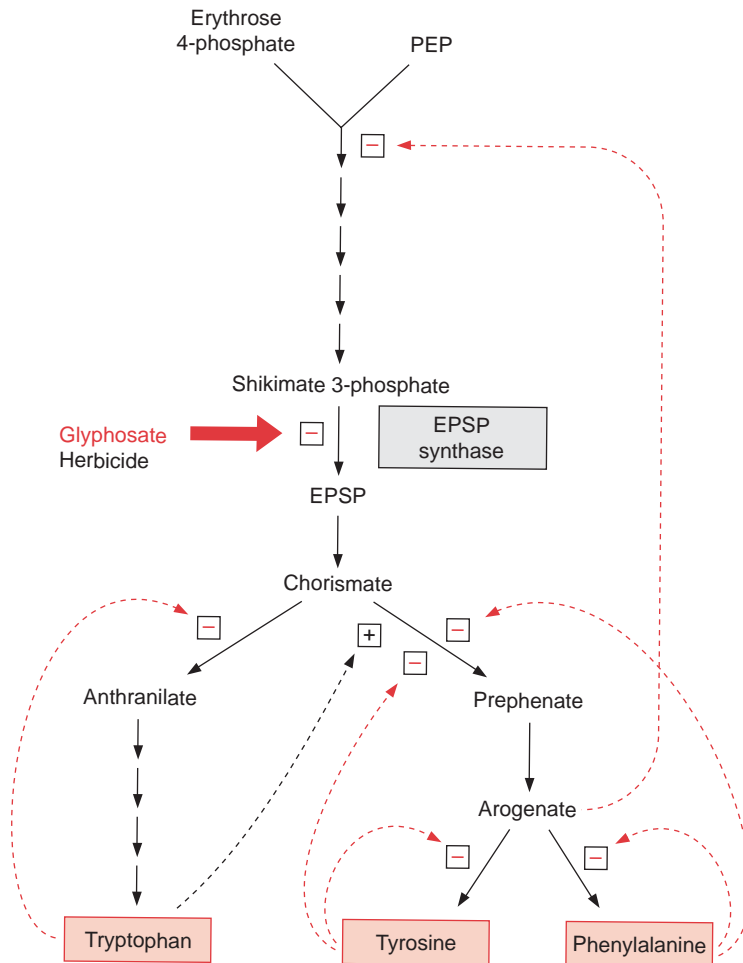 Erythrose
4-phosphate
PEP
−
Shikimate 3-phosphate
Glyphosate
Herbicide
−
EPSP
synthase
EPSP
Chorismate
−
+
−
−
Anthranilate
Prephenate
Arogenate
−
−
Tryptophan
Tyrosine
Phenylalanine